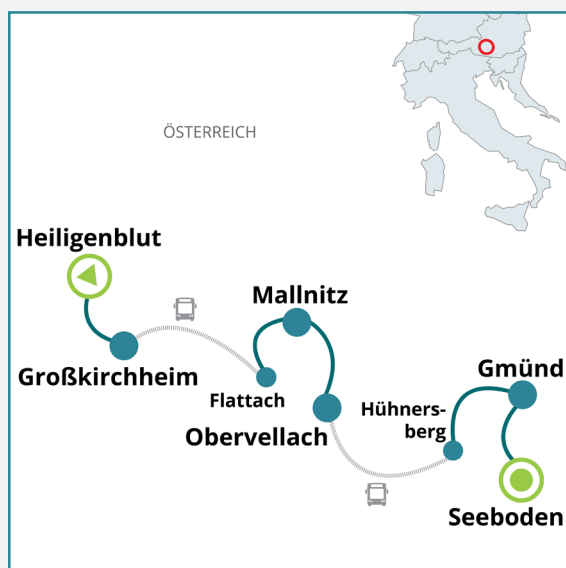 ÖSTERREICH
Heiligenblut
Großkirchheim
Mallnitz
Flattach
Obervellach
Hühners-
berg
Gmünd
Seeboden